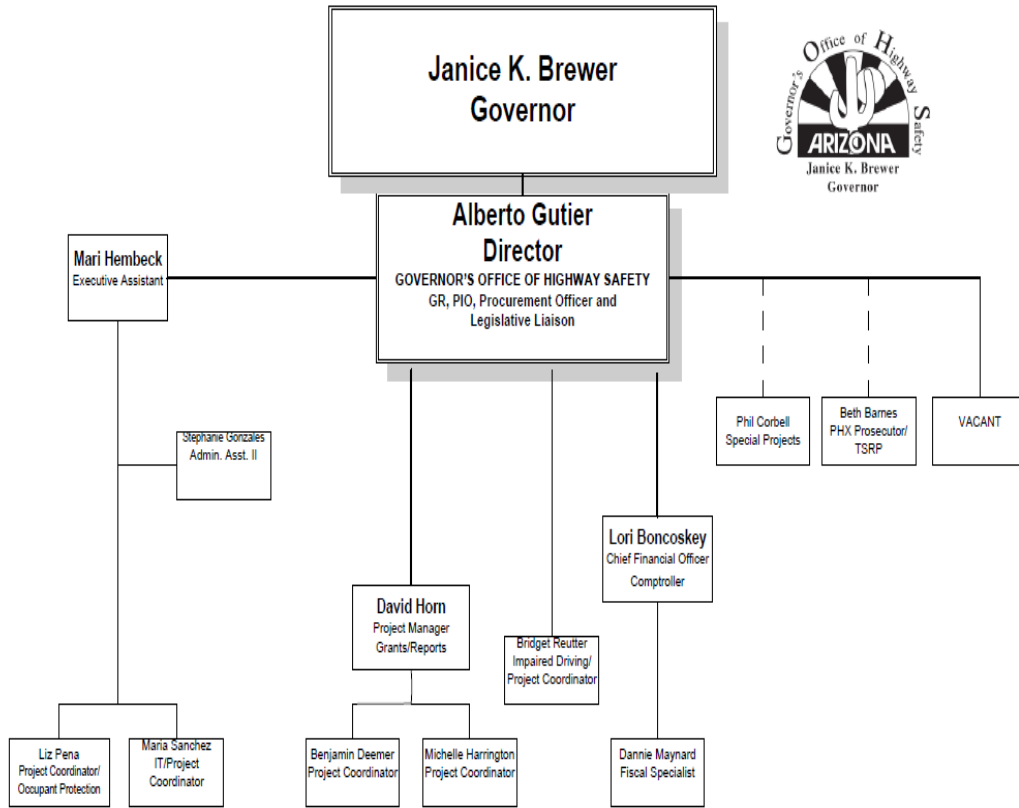 Janice K. Brewer
Governor
Governor's Office of Highway Safety
ARIZONA
Janice K. Brewer
Governor
Alberto Gutier
Director
GOVERNOR'S OFFICE OF HIGHWAY SAFETY
GR, PIO, Procurement Officer and
Legislative Liaison
Mari Hembeck
Executive Assistant
Phil Corbell
Special Projects
Beth Barnes
PHX Prosecutor/
TSRP
VACANT
Stephanie Gonzales
Admin. Asst. II
Lori Boncoskey
Chief Financial Officer
Comptroller
David Horn
Project Manager
Grants/Reports
Bridget Reutter
Impaired Driving/
Project Coordinator
Liz Pena
Project Coordinator/
Occupant Protection
Maria Sanchez
IT/Project
Coordinator
Benjamin Deemer
Project Coordinator
Michelle Harrington
Project Coordinator
Dannie Maynard
Fiscal Specialist